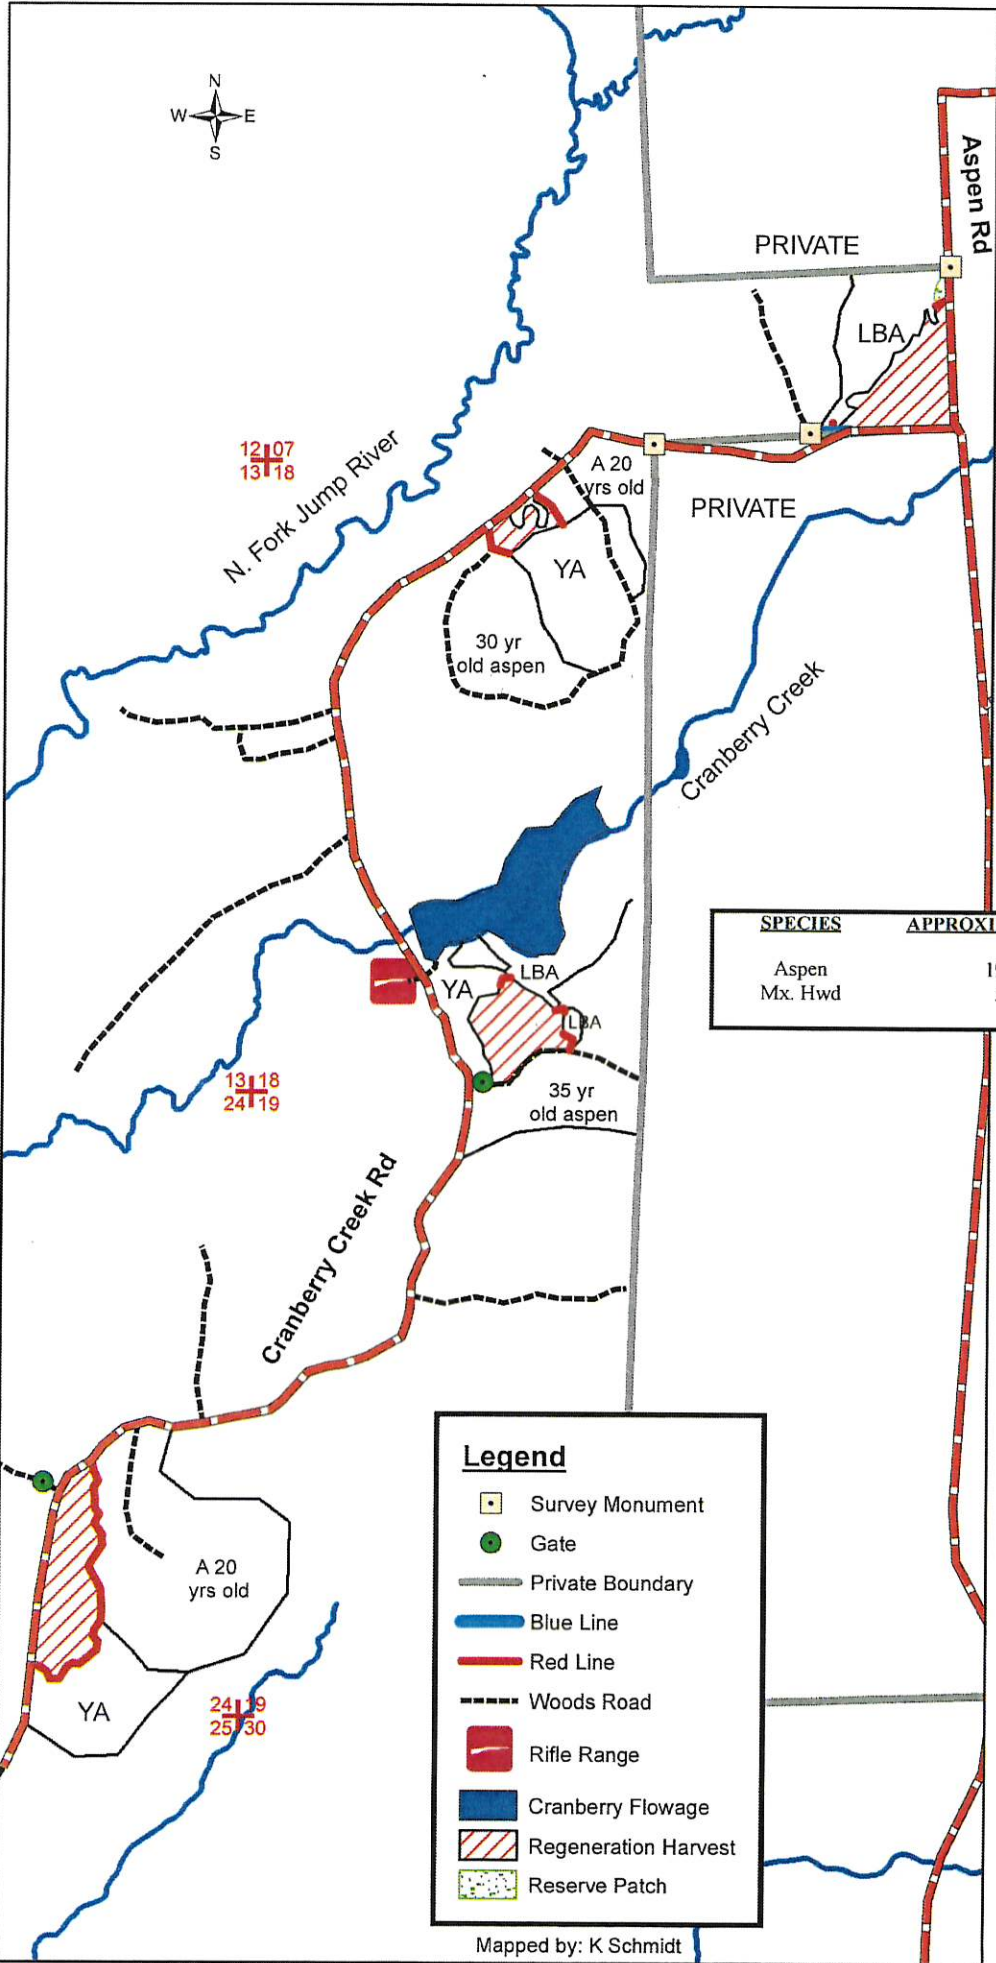 N
W E
S
Aspen Rd
PRIVATE
LBA
12 07
13 18
N. Fork Jump River
A 20
yrs old
PRIVATE
YA
30 yr
old aspen
Cranberry Creek
SPECIES APPROXI
Aspen
Mx. Hwd
LBA
YA
LBA
13 18
24 19
35 yr
old aspen
Cranberry Creek Rd
A 20
yrs old
YA
24 19
25 30
Legend
Survey Monument
Gate
Private Boundary
Blue Line
Red Line
Woods Road
Rifle Range
Cranberry Flowage
Regeneration Harvest
Reserve Patch
Mapped by: K Schmidt